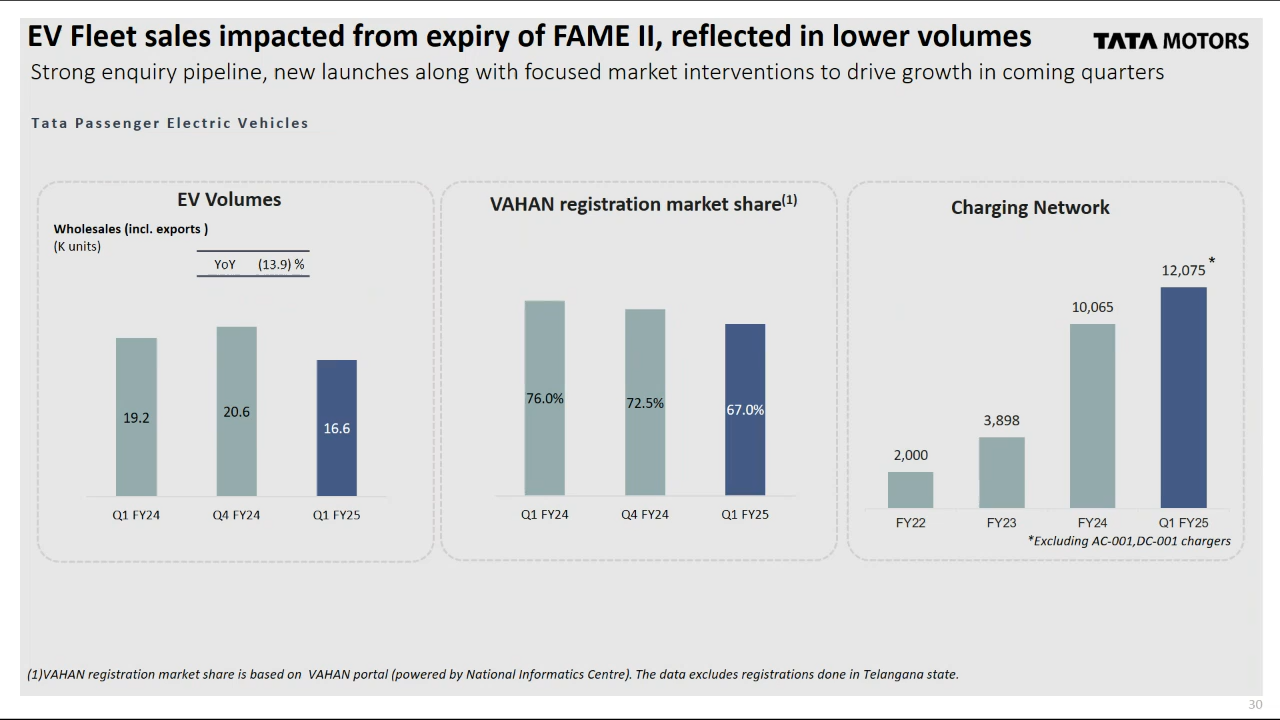 EV Fleet sales impacted from expiry of FAME II, reflected in lower volumes
TATA MOTORS
Strong enquiry pipeline, new launches along with focused market interventions to drive growth in coming quarters
Tata Passenger Electric Vehicles
EV Volumes
Wholesales (incl. exports )
(K units)
YoY (13.9) %
19.2
20.6
16.6
Q1 FY24
Q4 FY24
Q1 FY25
VAHAN registration market share(1)
76.0%
72.5%
67.0%
Q1 FY24
Q4 FY24
Q1 FY25
Charging Network
2,000
3,898
10,065
12,075 *
FY22
FY23
FY24
Q1 FY25
*Excluding AC-001,DC-001 chargers
(1)VAHAN registration market share is based on VAHAN portal (powered by National Informatics Centre). The data excludes registrations done in Telangana state.
30